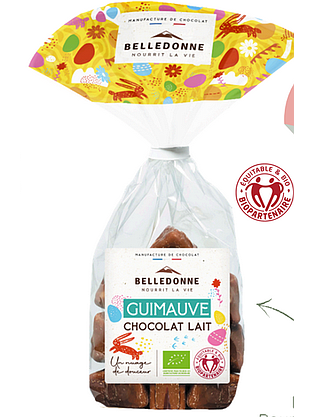 MANUFACTURE DE CHOCOLAT
BELLEDONNE
NOURRIT LA VIE
ÉQUITABLE & BIO
BIOPARTENAIRE
MANUFACTURE DE CHOCOLAT
BELLEDONNE
NOURRIT LA VIE
GUIMAUVE
CHOCOLAT LAIT
Un nuage
de douceur